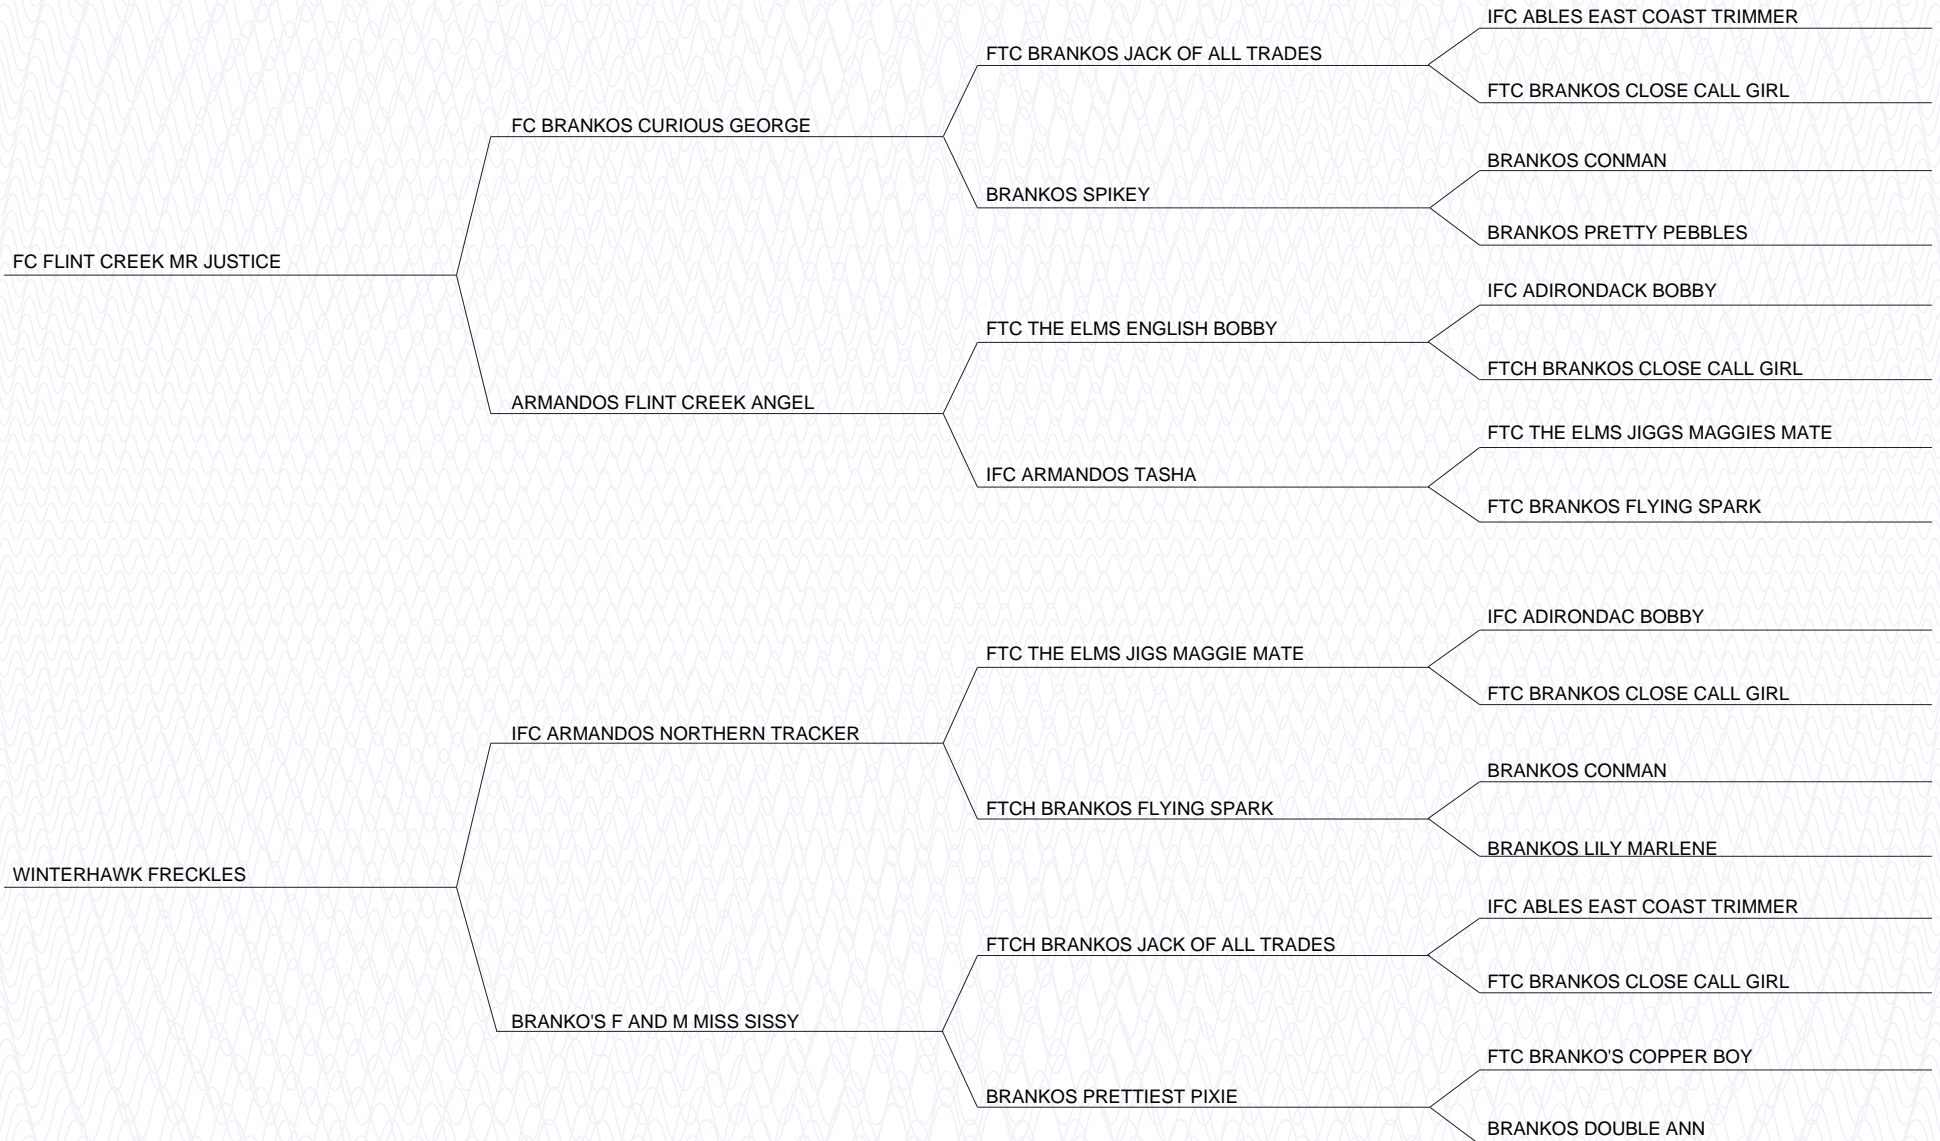 IFC ABLES EAST COAST TRIMMER
FTC BRANKOS JACK OF ALL TRADES
FTC BRANKOS CLOSE CALL GIRL
FC BRANKOS CURIOUS GEORGE
BRANKOS CONMAN
BRANKOS SPIKEY
BRANKOS PRETTY PEBBLES
FC FLINT CREEK MR JUSTICE
IFC ADIRONDACK BOBBY
FTC THE ELMS ENGLISH BOBBY
FTCH BRANKOS CLOSE CALL GIRL
ARMANDOS FLINT CREEK ANGEL
FTC THE ELMS JIGGS MAGGIES MATE
IFC ARMANDOS TASHA
FTC BRANKOS FLYING SPARK
IFC ADIRONDAC BOBBY
FTC THE ELMS JIGS MAGGIE MATE
FTC BRANKOS CLOSE CALL GIRL
IFC ARMANDOS NORTHERN TRACKER
BRANKOS CONMAN
FTCH BRANKOS FLYING SPARK
BRANKOS LILY MARLENE
WINTERHAWK FRECKLES
IFC ABLES EAST COAST TRIMMER
FTCH BRANKOS JACK OF ALL TRADES
FTC BRANKOS CLOSE CALL GIRL
BRANKO'S F AND M MISS SISSY
FTC BRANKO'S COPPER BOY
BRANKOS PRETTIEST PIXIE
BRANKOS DOUBLE ANN